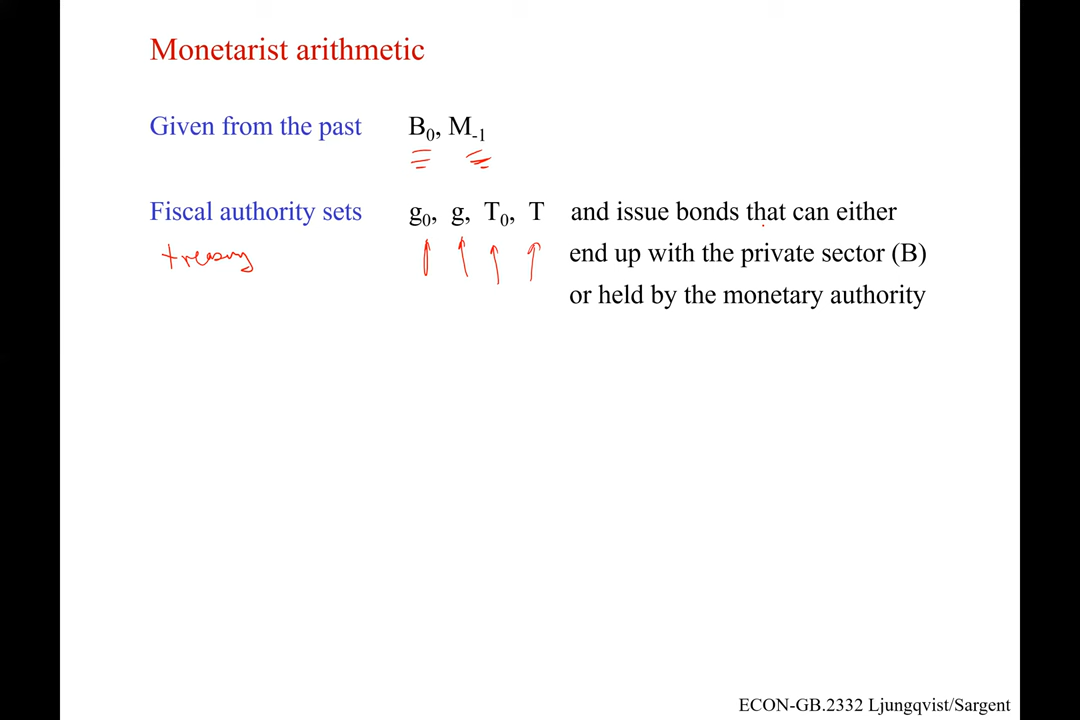 Monetarist arithmetic
Given from the past B₀, M₋₁
Fiscal authority sets g₀, g, T₀, T and issue bonds that can either
treasury end up with the private sector (B)
or held by the monetary authority
ECON-GB.2332 Ljungqvist/Sargent